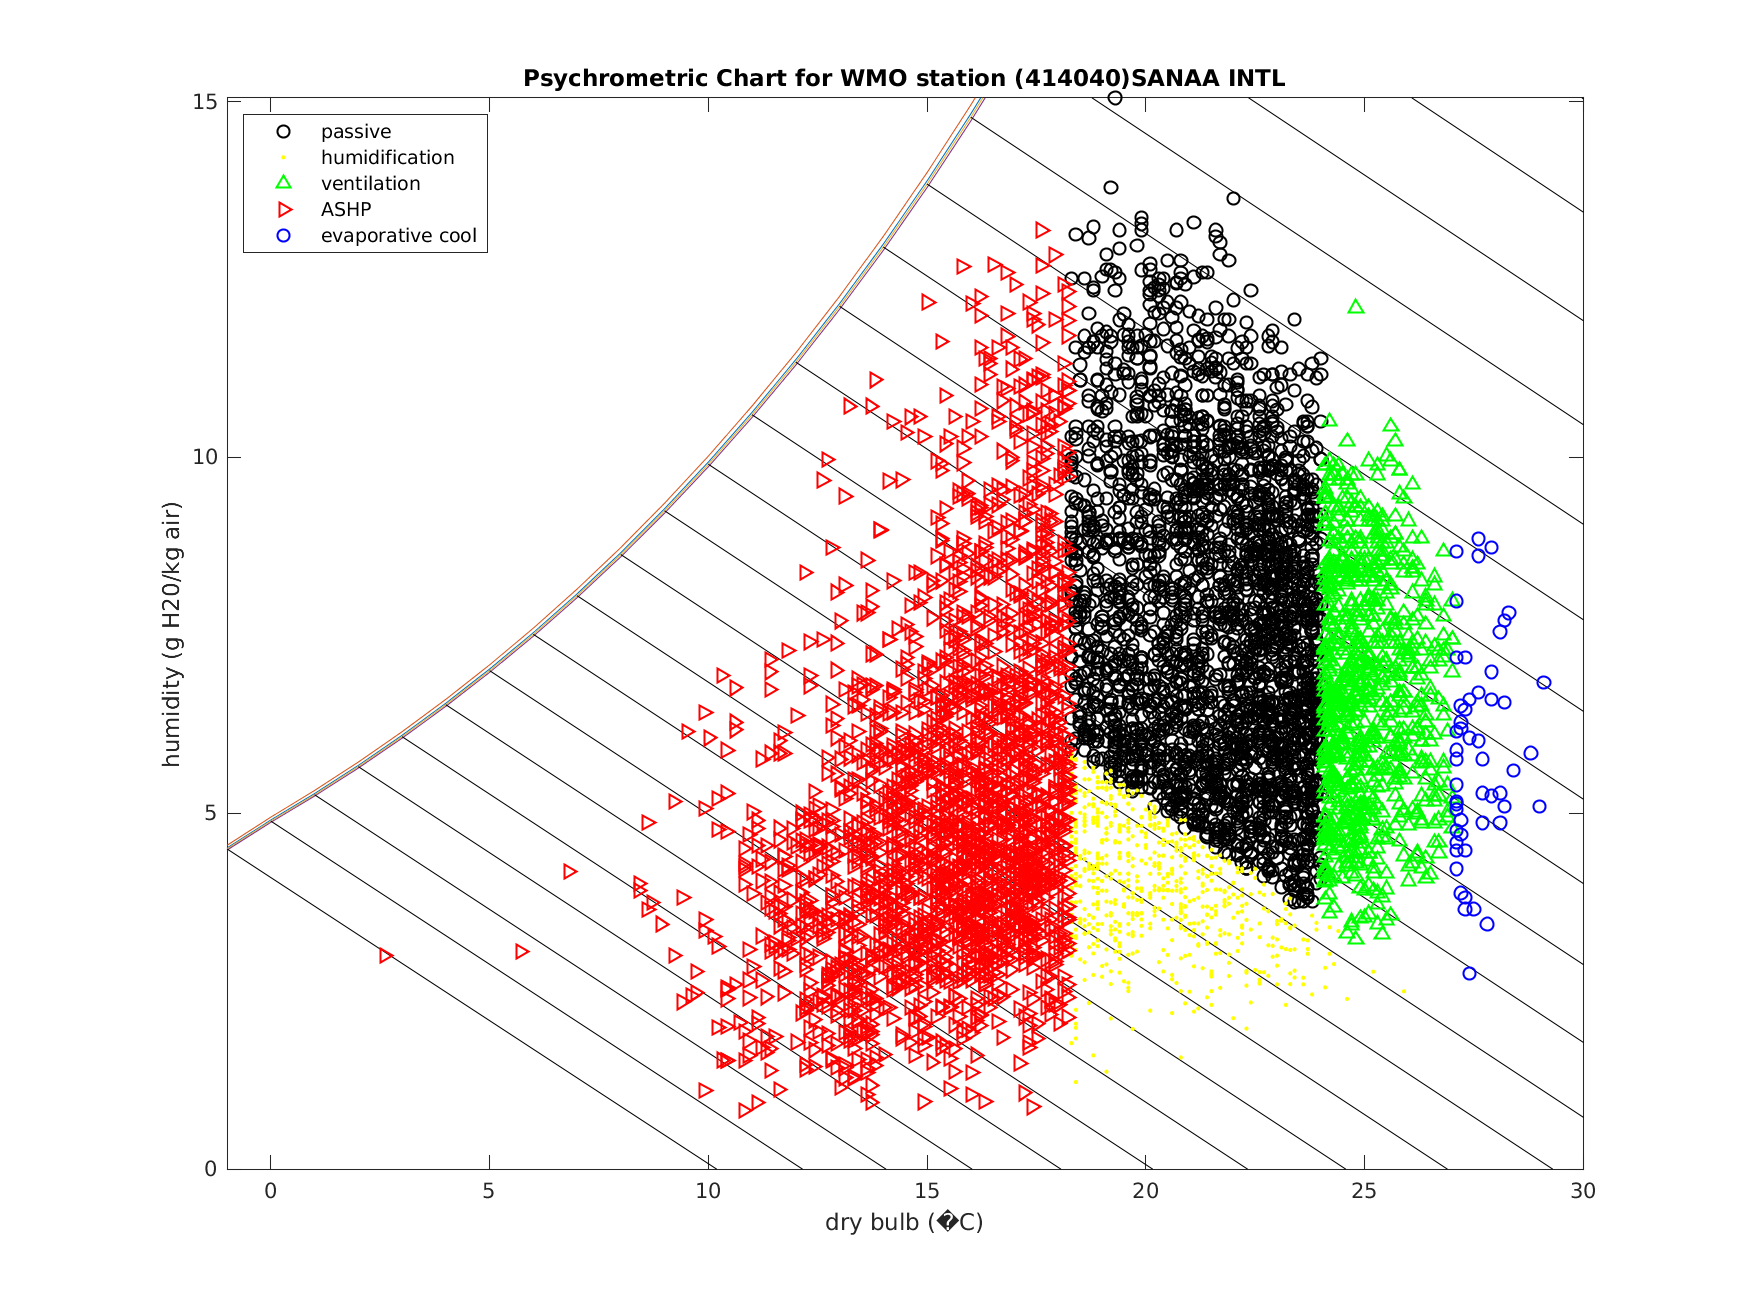 Psychrometric Chart for WMO station (414040)SANAA INTL
passive
humidification
ventilation
ASHP
evaporative cool
15
10
5
0
humidity (g H20/kg air)
0 5 10 15 20 25 30
dry bulb (�C)